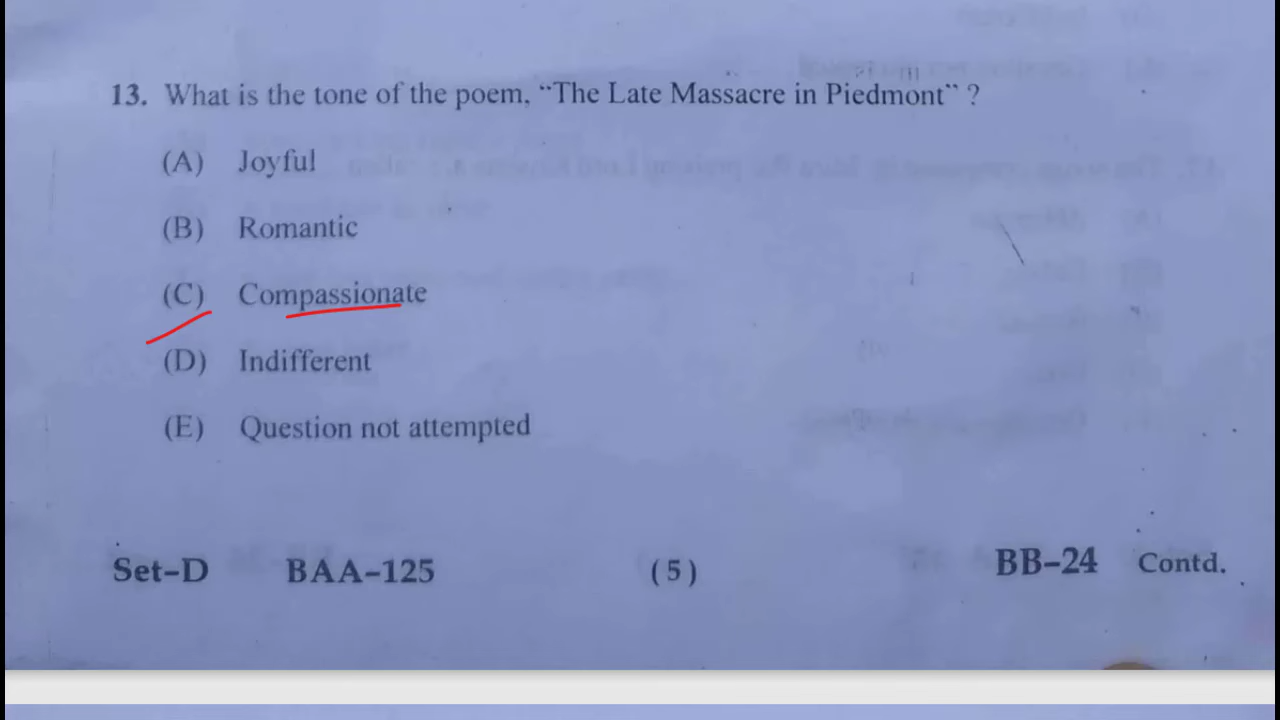 13. What is the tone of the poem, “The Late Massacre in Piedmont” ?
(A) Joyful
(B) Romantic
(C) Compassionate
(D) Indifferent
(E) Question not attempted
Set–D BAA–125 (5) BB–24 Contd.